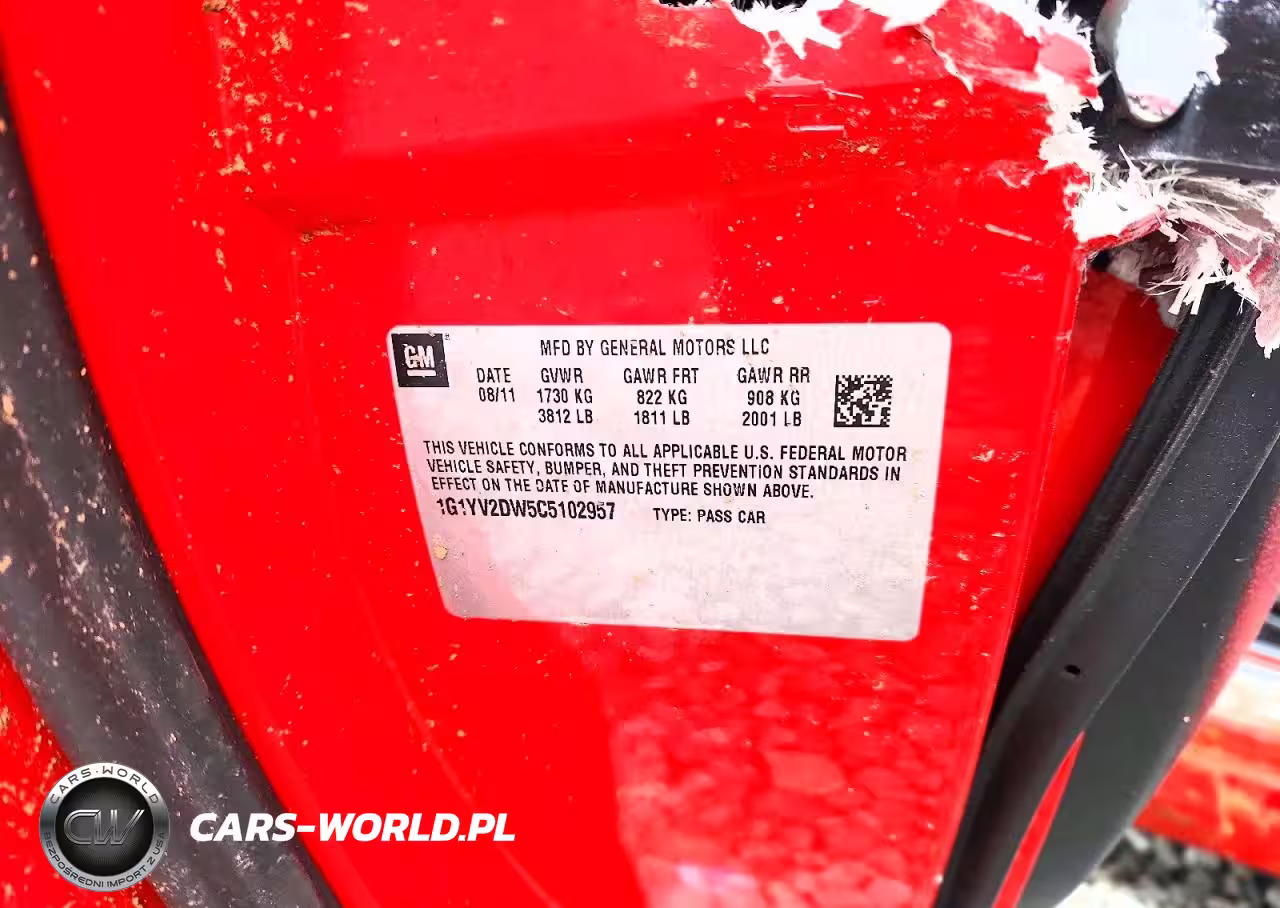 GM
MFD BY GENERAL MOTORS LLC
DATE GVWR GAWR FRT GAWR RR
08/11 1730 KG 822 KG 908 KG
3812 LB 1811 LB 2001 LB
THIS VEHICLE CONFORMS TO ALL APPLICABLE U.S. FEDERAL MOTOR
VEHICLE SAFETY, BUMPER, AND THEFT PREVENTION STANDARDS IN
EFFECT ON THE DATE OF MANUFACTURE SHOWN ABOVE.
1G1YV2DW5C5102957 TYPE: PASS CAR
CARS-WORLD
CW
BEZPOŚREDNI IMPORT Z USA
CARS-WORLD.PL